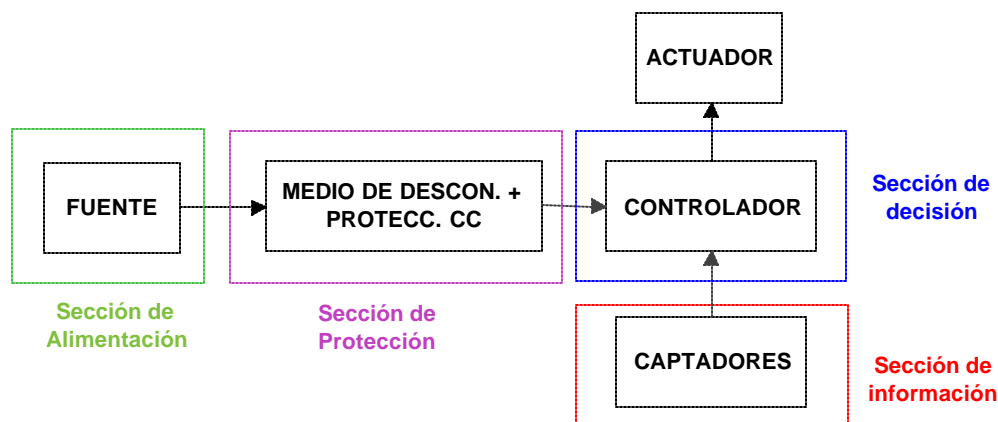 ACTUADOR
FUENTE
MEDIO DE DESCON. +
PROTECC. CC
CONTROLADOR
Sección de
decisión
Sección de
Alimentación
Sección de
Protección
CAPTADORES
Sección de
información